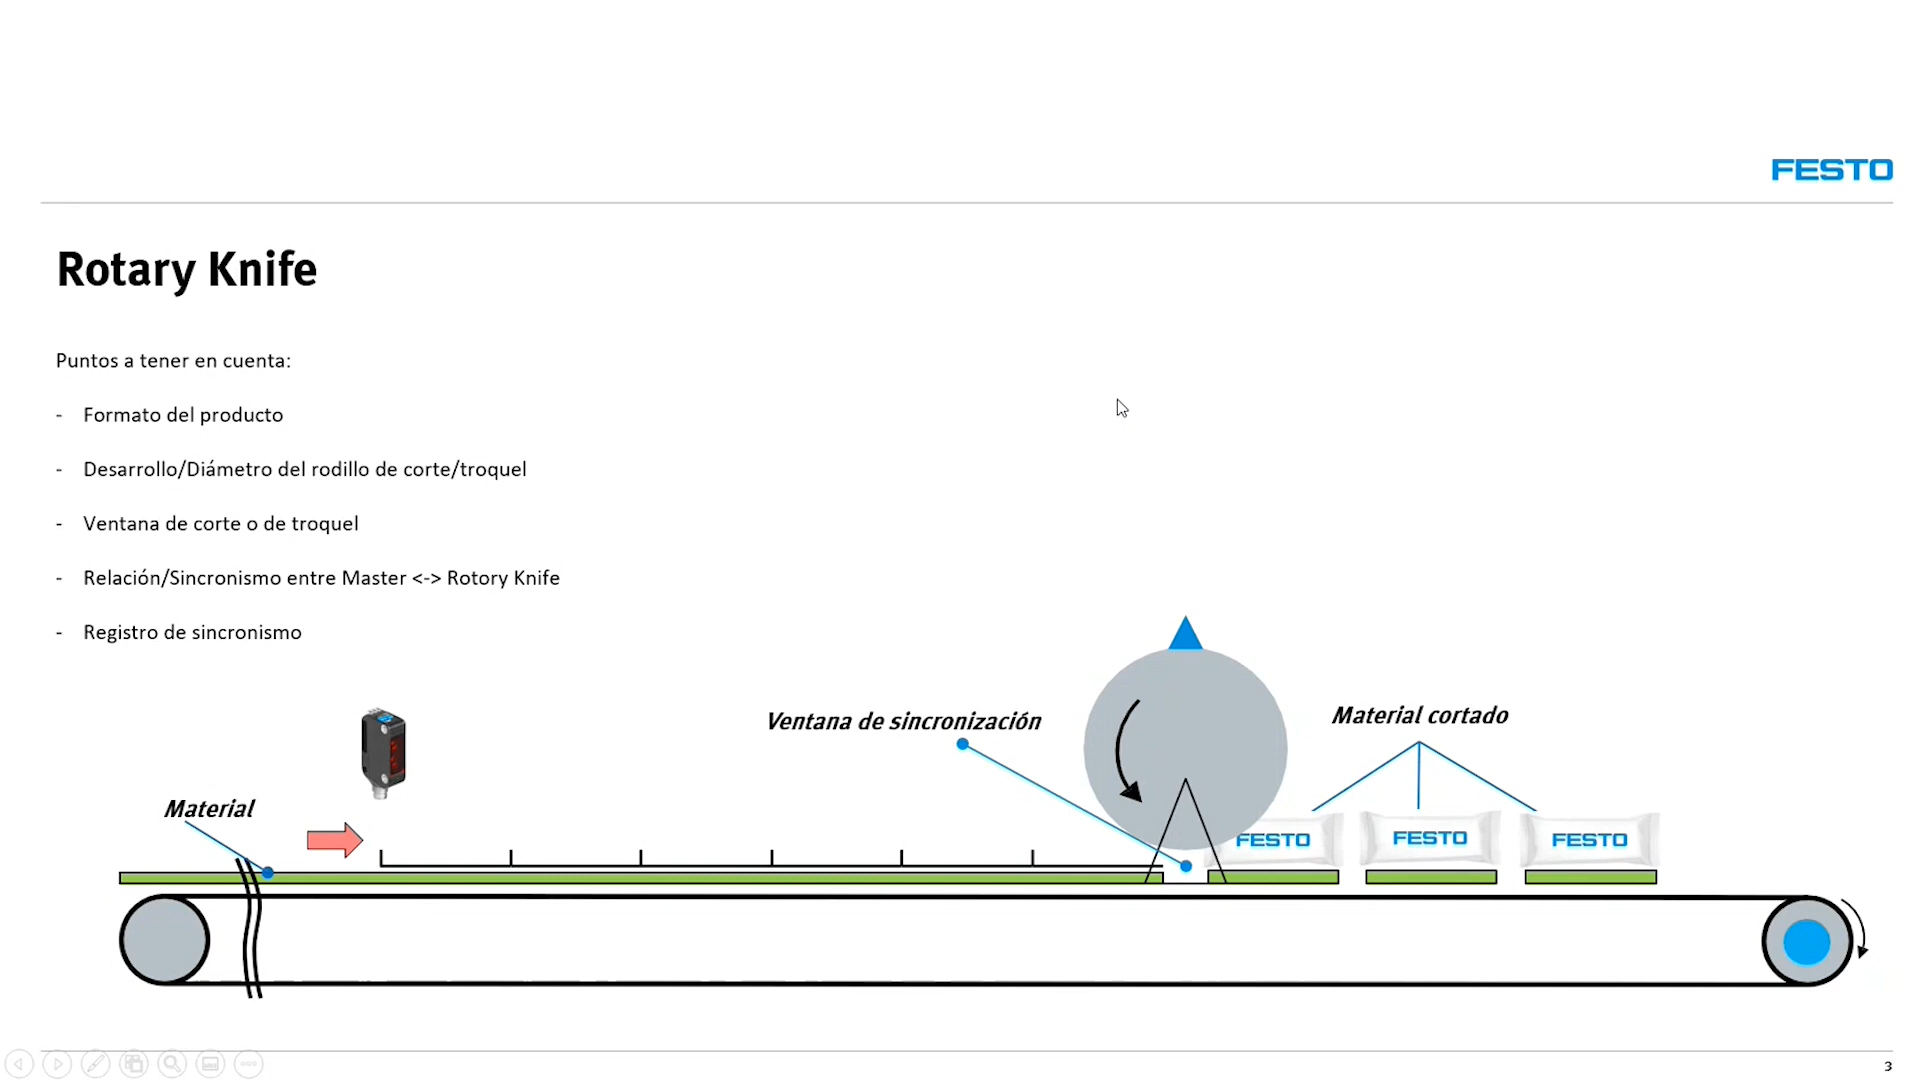 FESTO
Rotary Knife
Puntos a tener en cuenta:
- Formato del producto
- Desarrollo/Diámetro del rodillo de corte/troquel
- Ventana de corte o de troquel
- Relación/Sincronismo entre Master <-> Rotory Knife
- Registro de sincronismo
Ventana de sincronización
Material cortado
Material
FESTO
FESTO
FESTO
3